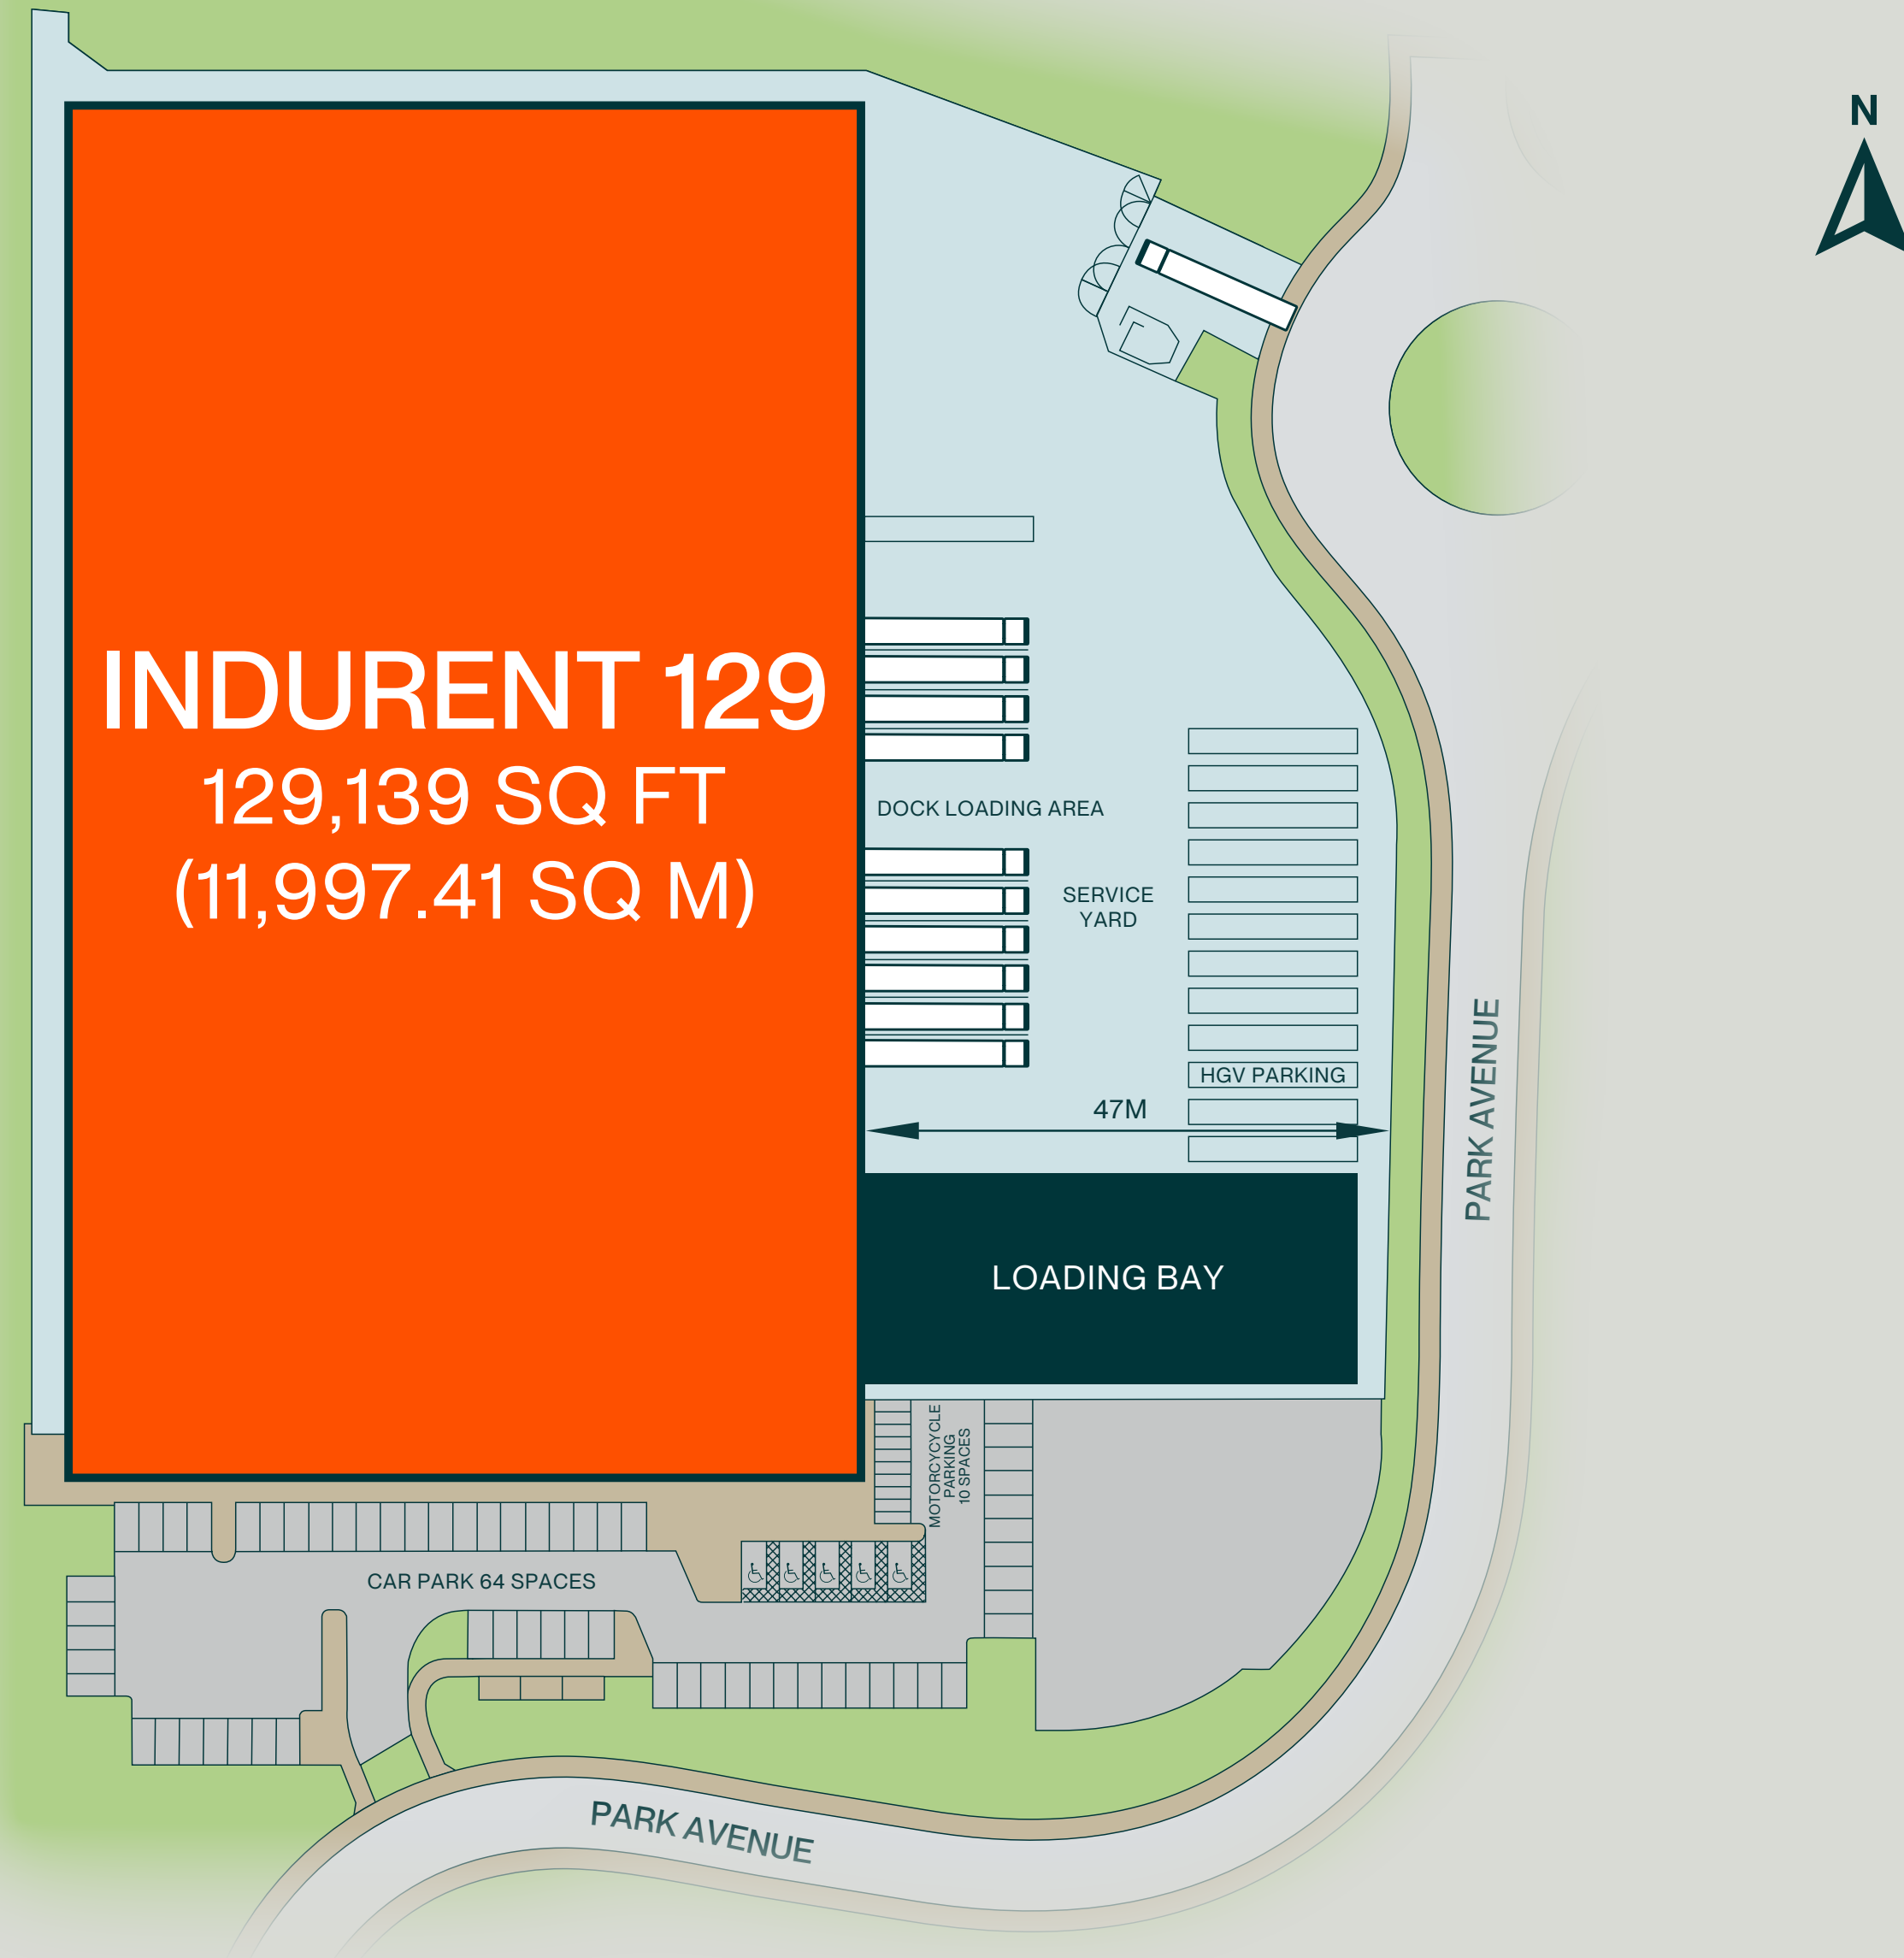 N
INDURENT 129
129,139 SQ FT
(11,997.41 SQ M)
DOCK LOADING AREA
SERVICE
YARD
HGV PARKING
47M
PARK AVENUE
LOADING BAY
MOTORCYCYCLE
PARKING
10 SPACES
CAR PARK 64 SPACES
PARK AVENUE